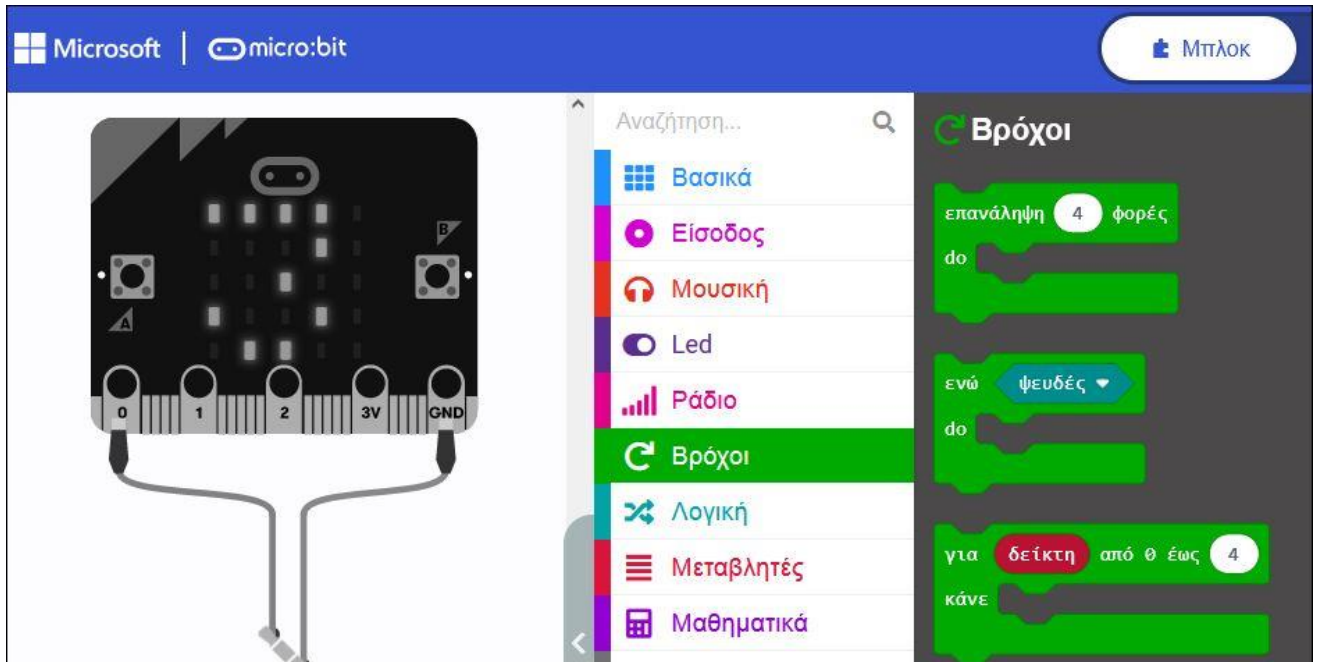 Microsoft | micro:bit
Μπλοκ
B
A
0 1 2 3V GND
Αναζήτηση...
Βασικά
Είσοδος
Μουσική
Led
Ράδιο
Βρόχοι
Λογική
Μεταβλητές
Μαθηματικά
Βρόχοι
επανάληψη 4 φορές
do
ενώ ψευδές
do
για δείκτη από 0 έως 4
κάνε